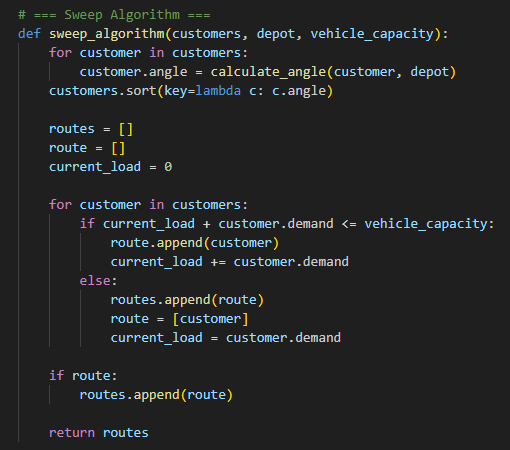 # === Sweep Algorithm ===
def sweep_algorithm(customers, depot, vehicle_capacity):
    for customer in customers:
        customer.angle = calculate_angle(customer, depot)
    customers.sort(key=lambda c: c.angle)

    routes = []
    route = []
    current_load = 0

    for customer in customers:
        if current_load + customer.demand <= vehicle_capacity:
            route.append(customer)
            current_load += customer.demand
        else:
            routes.append(route)
            route = [customer]
            current_load = customer.demand

    if route:
        routes.append(route)

    return routes